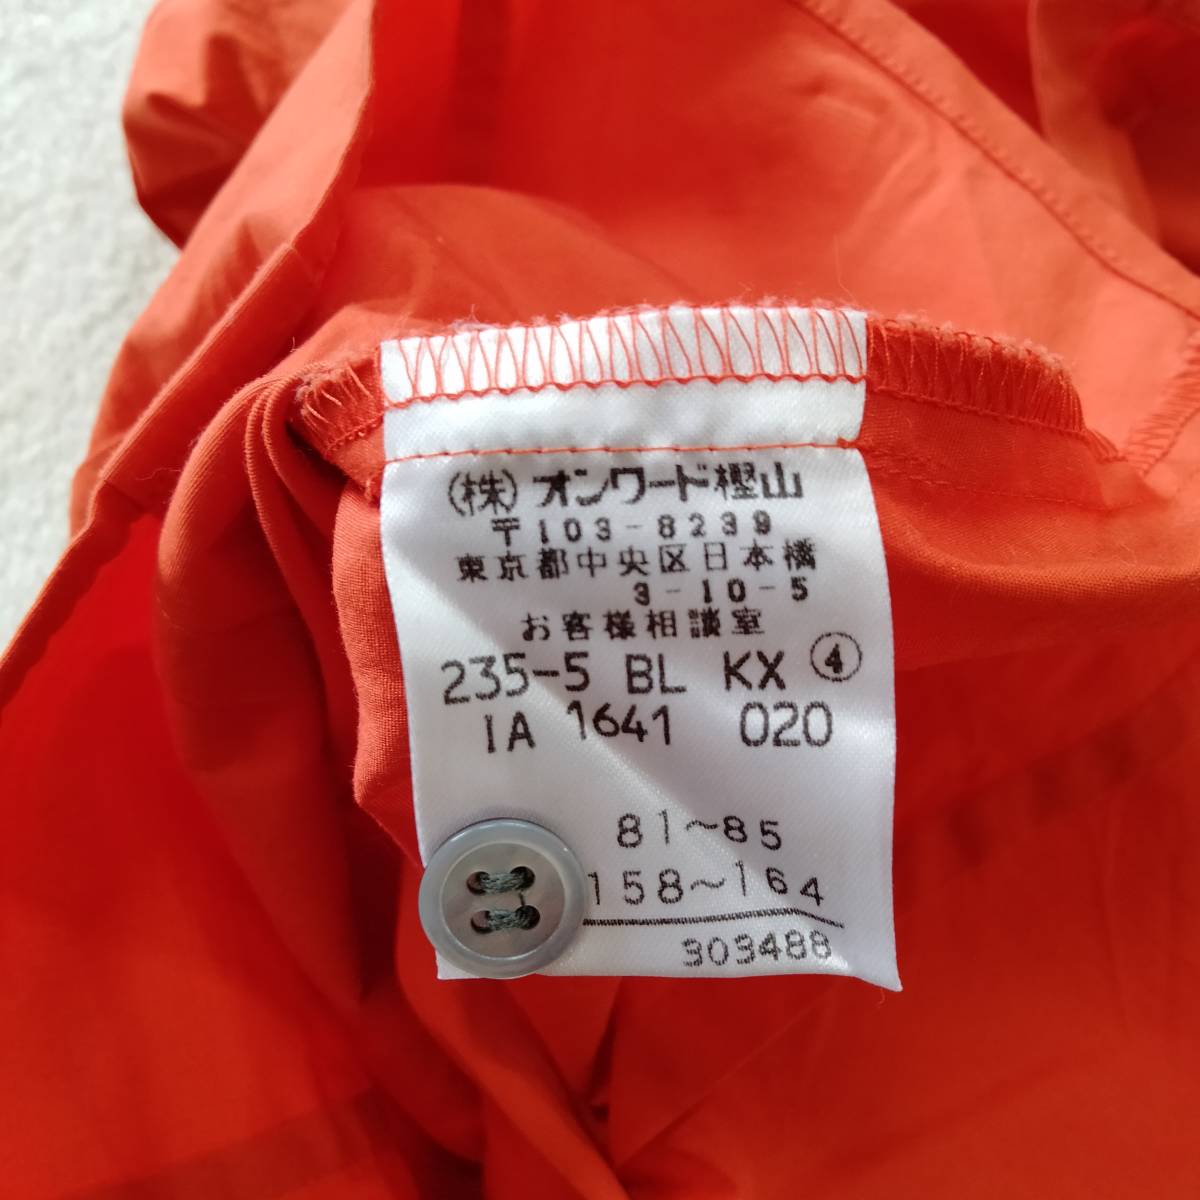 (株)オンワード樫山
〒103-8239
東京都中央区日本橋
3-10-5
お客様相談室
235-5 BL KX ④
IA 1641 020
81~85
158~164
303488